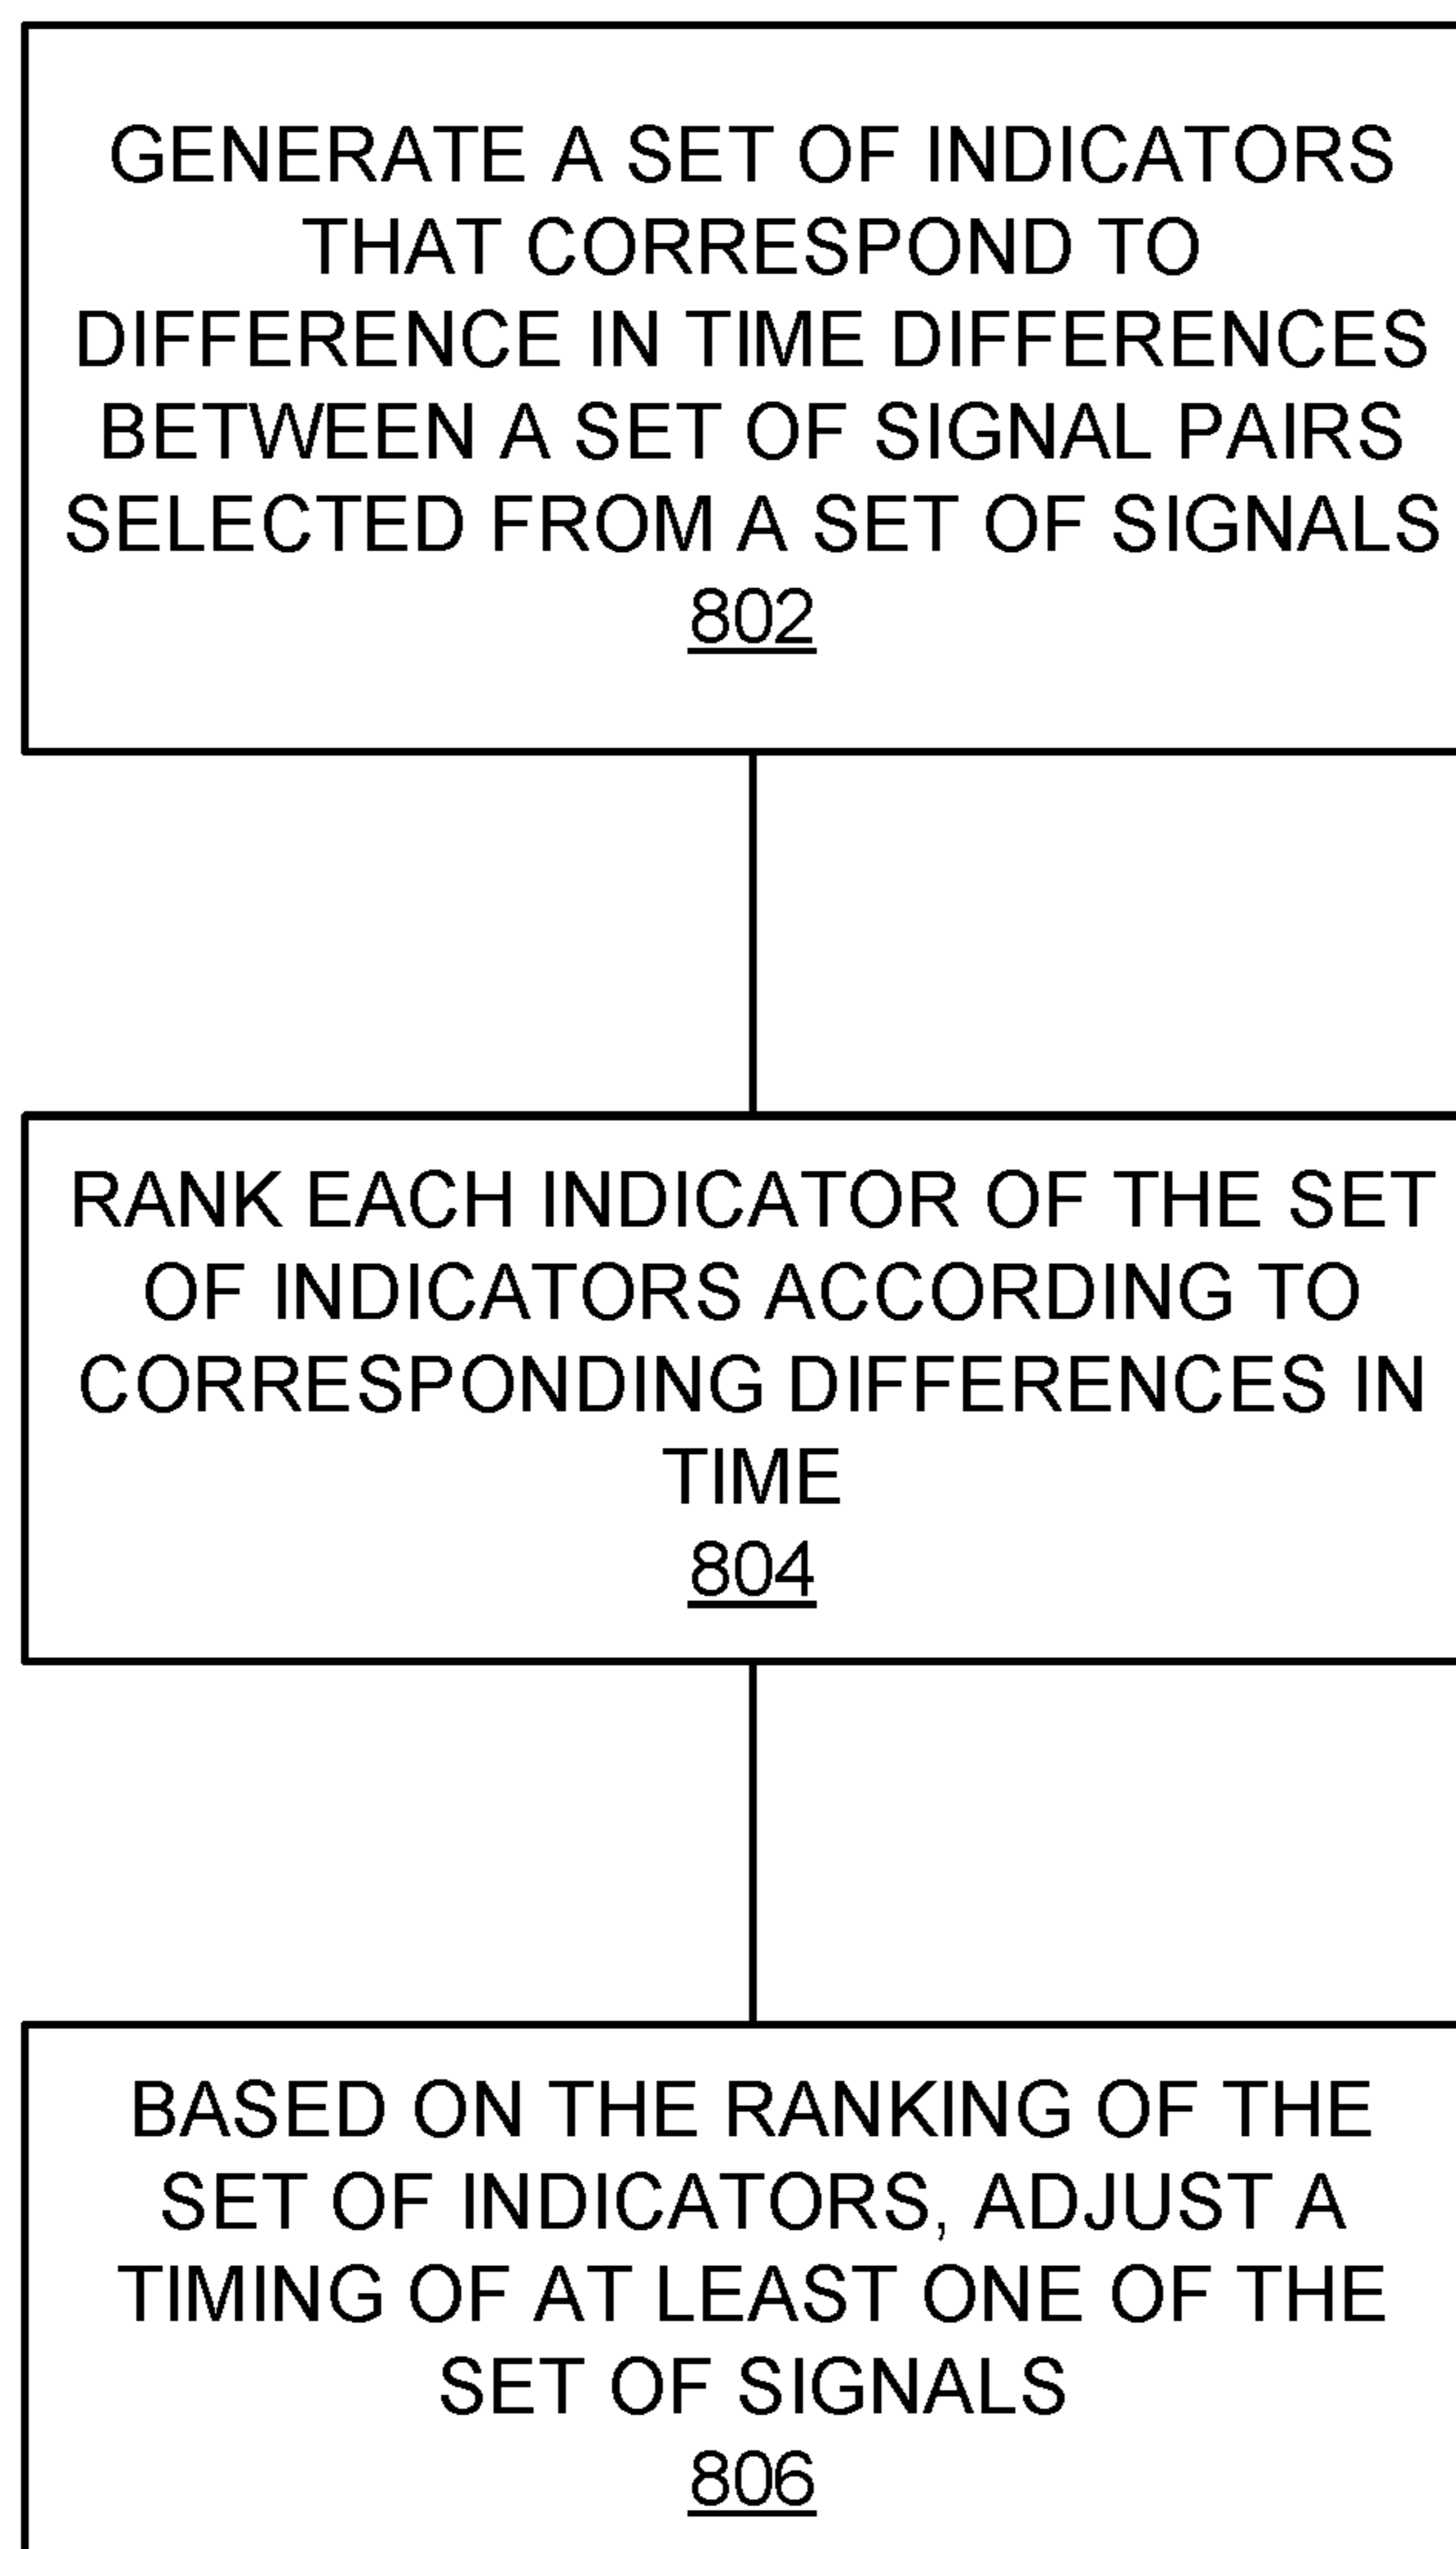 GENERATE A SET OF INDICATORS
THAT CORRESPOND TO
DIFFERENCE IN TIME DIFFERENCES
BETWEEN A SET OF SIGNAL PAIRS
SELECTED FROM A SET OF SIGNALS
802
RANK EACH INDICATOR OF THE SET
OF INDICATORS ACCORDING TO
CORRESPONDING DIFFERENCES IN
TIME
804
BASED ON THE RANKING OF THE
SET OF INDICATORS, ADJUST A
TIMING OF AT LEAST ONE OF THE
SET OF SIGNALS
806